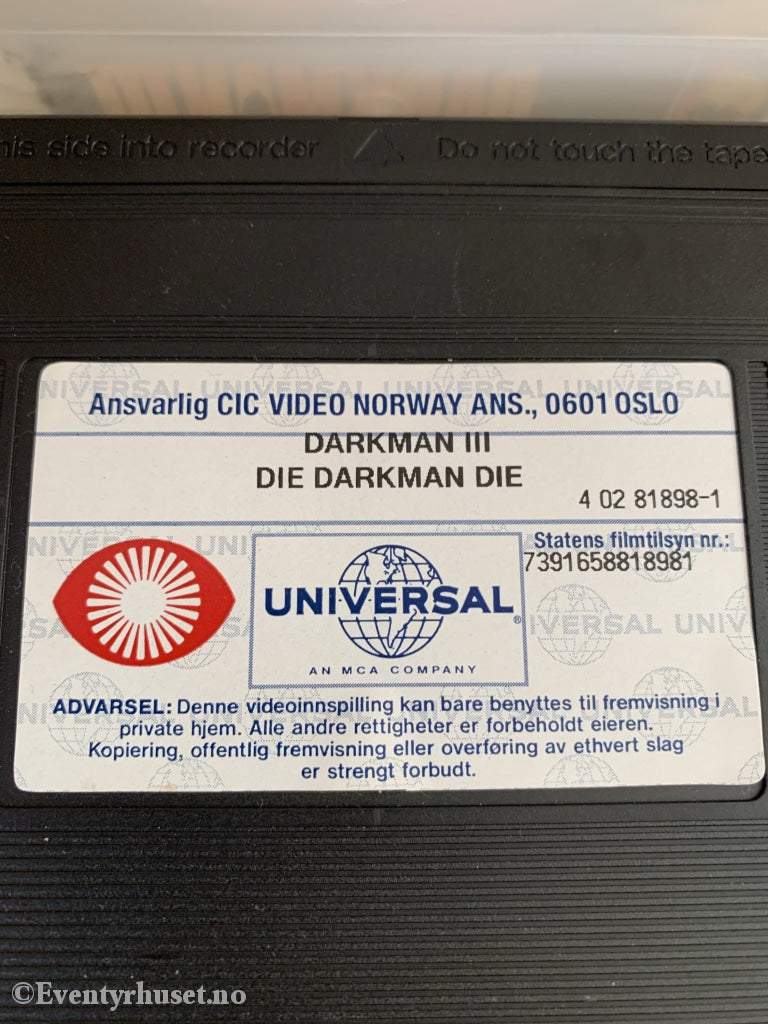 his side into recorder Do not touch the tape
Ansvarlig CIC VIDEO NORWAY ANS., 0601 OSLO
DARKMAN III
DIE DARKMAN DIE
4 02 81898-1
Statens filmtilsyn nr.:
7391658818981
UNIVERSAL®
AN MCA COMPANY
ADVARSEL: Denne videoinnspilling kan bare benyttes til fremvisning i
private hjem. Alle andre rettigheter er forbeholdt eieren.
Kopiering, offentlig fremvisning eller overføring av ethvert slag
er strengt forbudt.
©Eventyrhuset.no